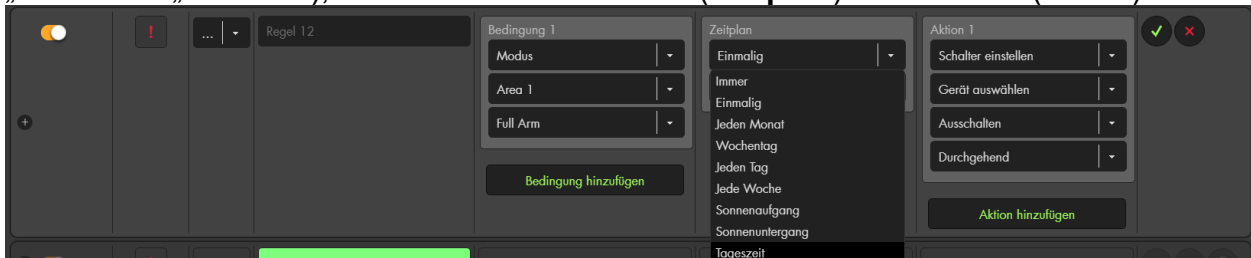 ! ... Regel 12
Bedingung 1
Modus
Area 1
Full Arm
Bedingung hinzufügen
Zeitplan
Einmalig
Immer
Einmalig
Jeden Monat
Wochentag
Jeden Tag
Jede Woche
Sonnenaufgang
Sonnenuntergang
Tageszeit
Aktion 1
Schalter einstellen
Gerät auswählen
Ausschalten
Durchgehend
Aktion hinzufügen